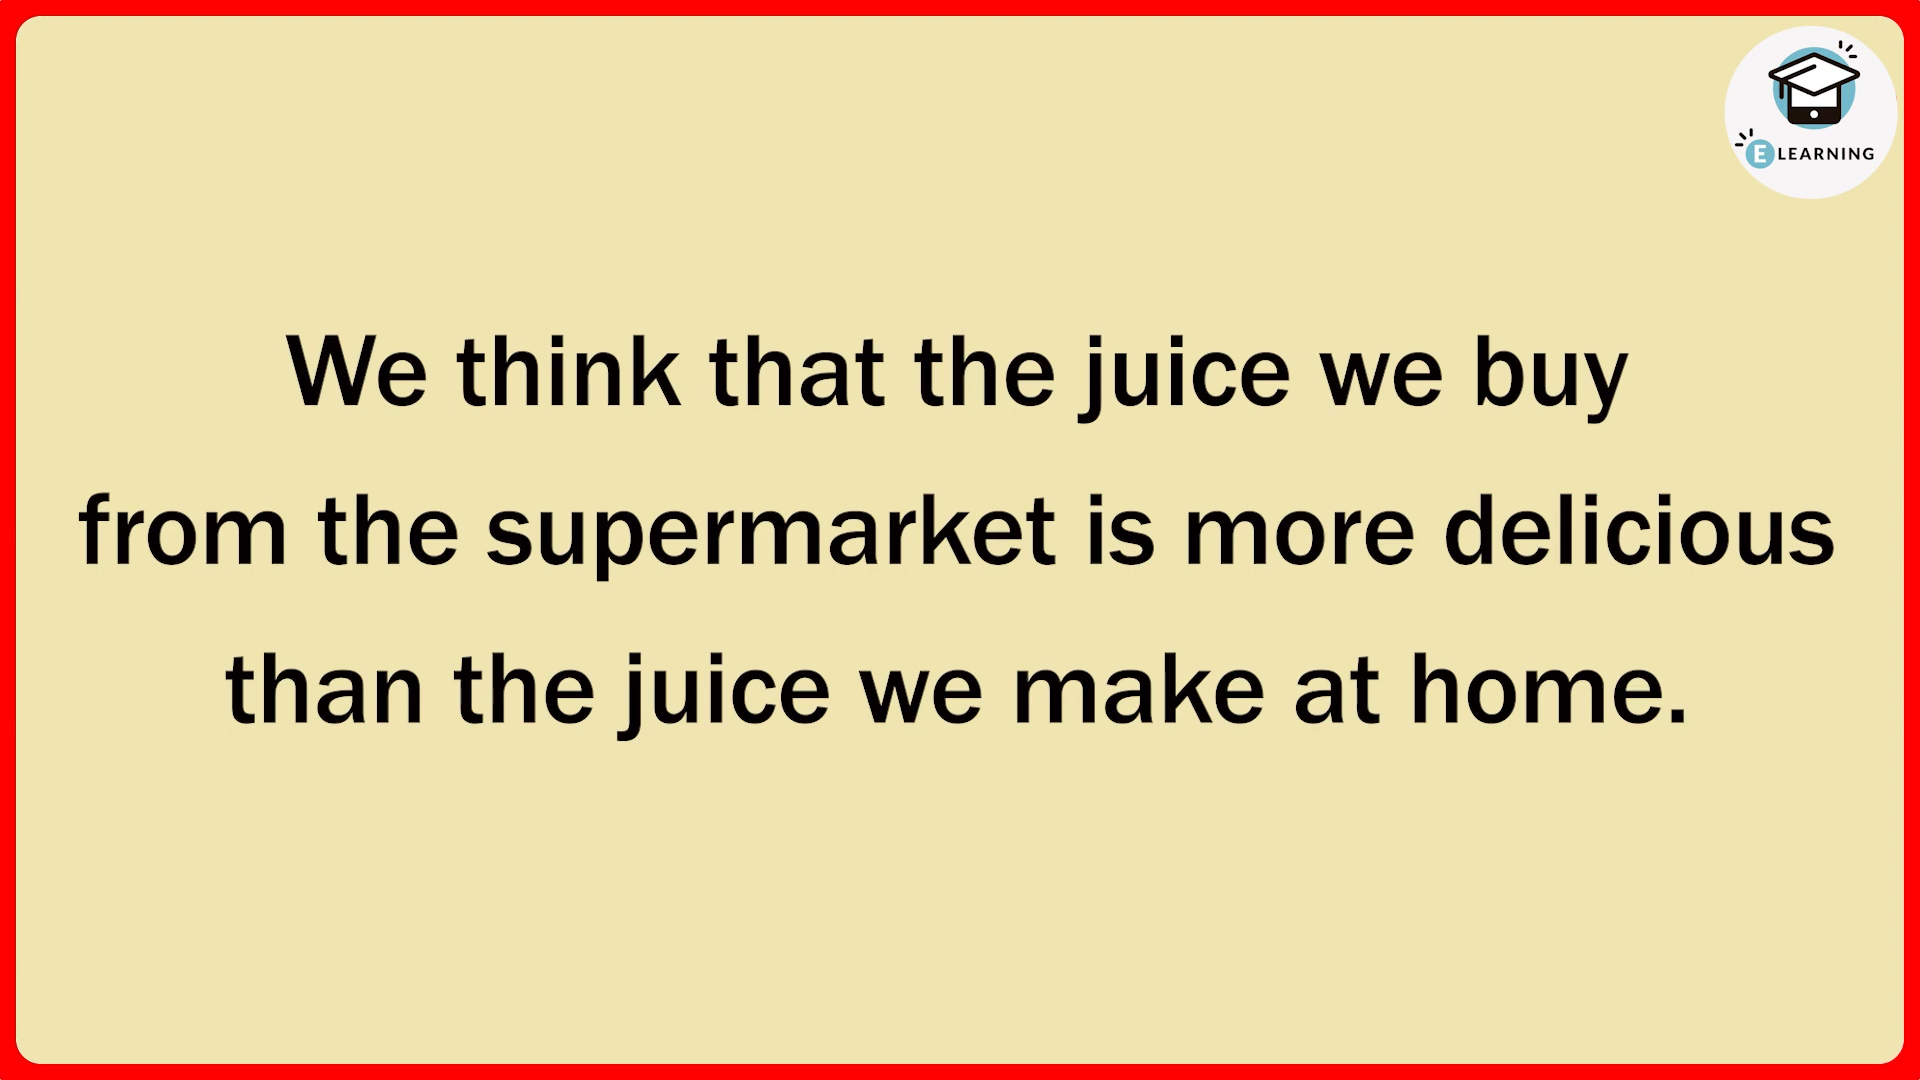 E LEARNING
We think that the juice we buy
from the supermarket is more delicious
than the juice we make at home.